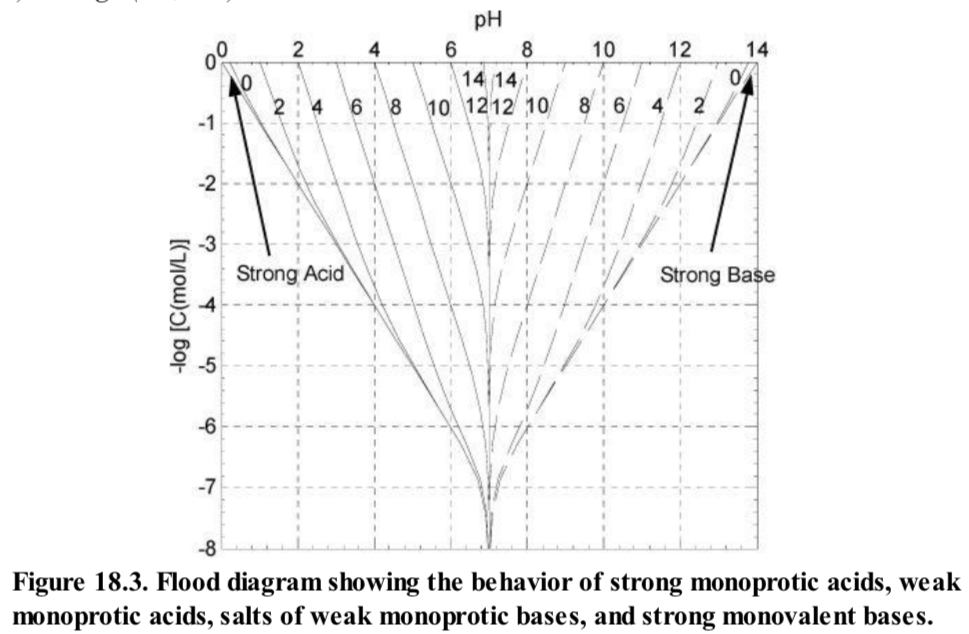 pH
0 2 4 6 8 10 12 14
0
-1
-2
-3
-4
-5
-6
-7
-8
-log [C(mol/L)]
14 14
0 2 4 6 8 10 12 12 10 8 6 4 2 0
Strong Acid
Strong Base
Figure 18.3. Flood diagram showing the behavior of strong monoprotic acids, weak
monoprotic acids, salts of weak monoprotic bases, and strong monovalent bases.